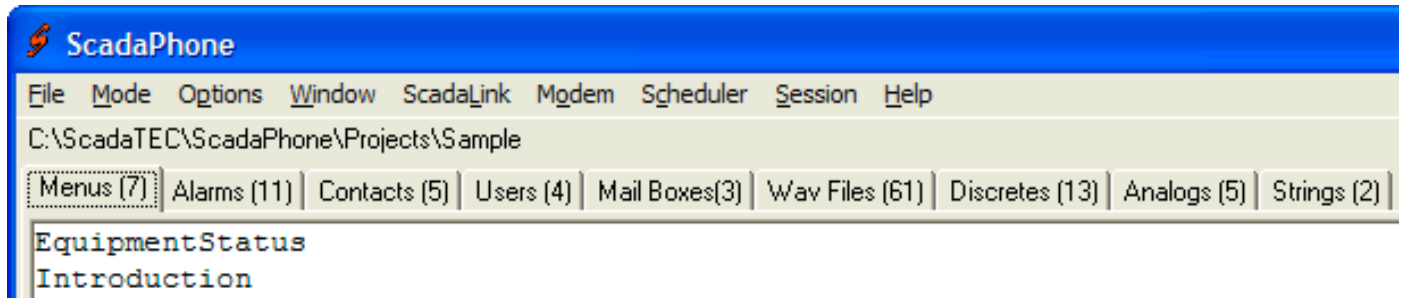 ScadaPhone
File Mode Options Window ScadaLink Modem Scheduler Session Help
C:\ScadaTEC\ScadaPhone\Projects\Sample
Menus (7) Alarms (11) Contacts (5) Users (4) Mail Boxes(3) Wav Files (61) Discretes (13) Analogs (5) Strings (2)
EquipmentStatus
Introduction